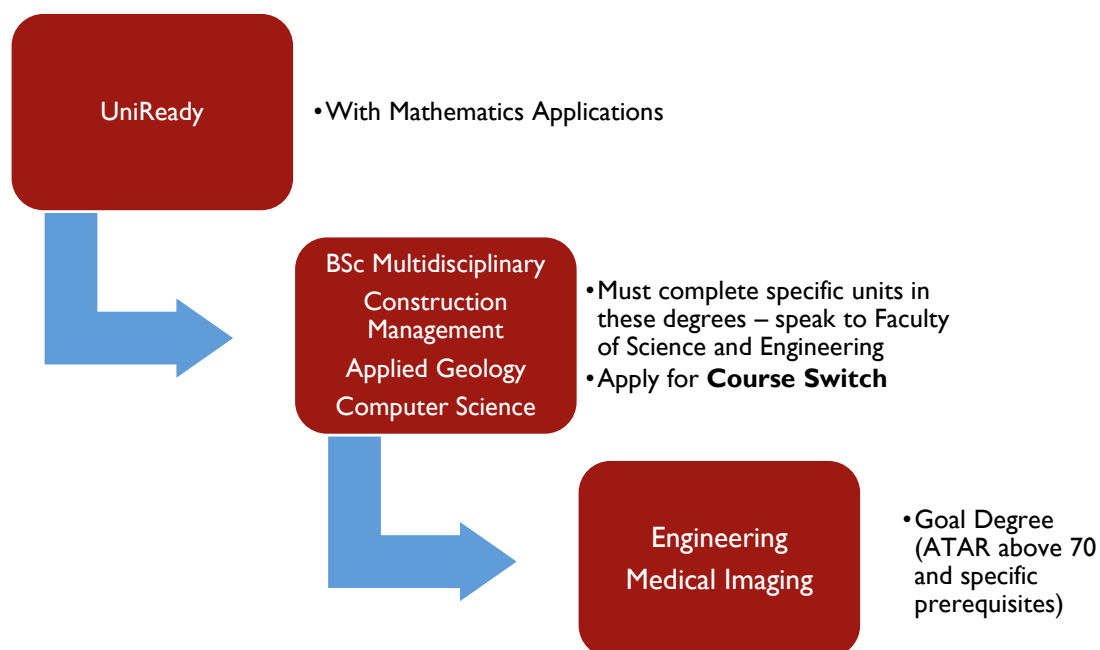 UniReady
•With Mathematics Applications
BSc Multidisciplinary
Construction
Management
Applied Geology
Computer Science
•Must complete specific units in
these degrees – speak to Faculty
of Science and Engineering
•Apply for Course Switch
Engineering
Medical Imaging
•Goal Degree
(ATAR above 70
and specific
prerequisites)